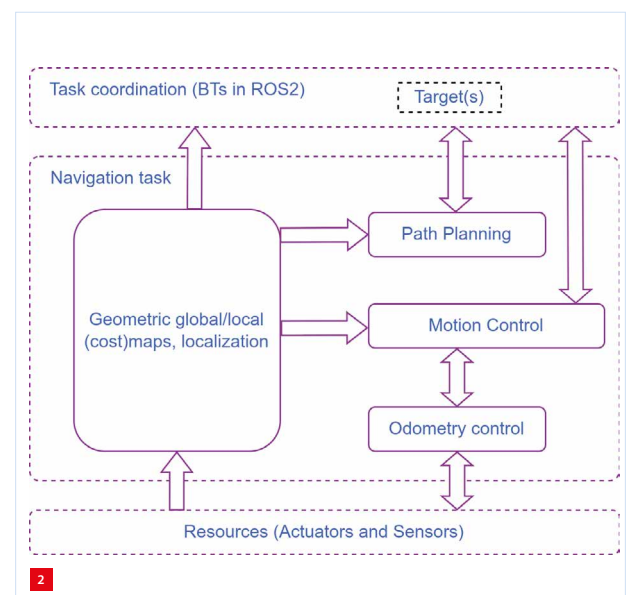 Task coordination (BTs in ROS2)
Target(s)
Navigation task
Path Planning
Geometric global/local
(cost)maps, localization
Motion Control
Odometry control
Resources (Actuators and Sensors)
2